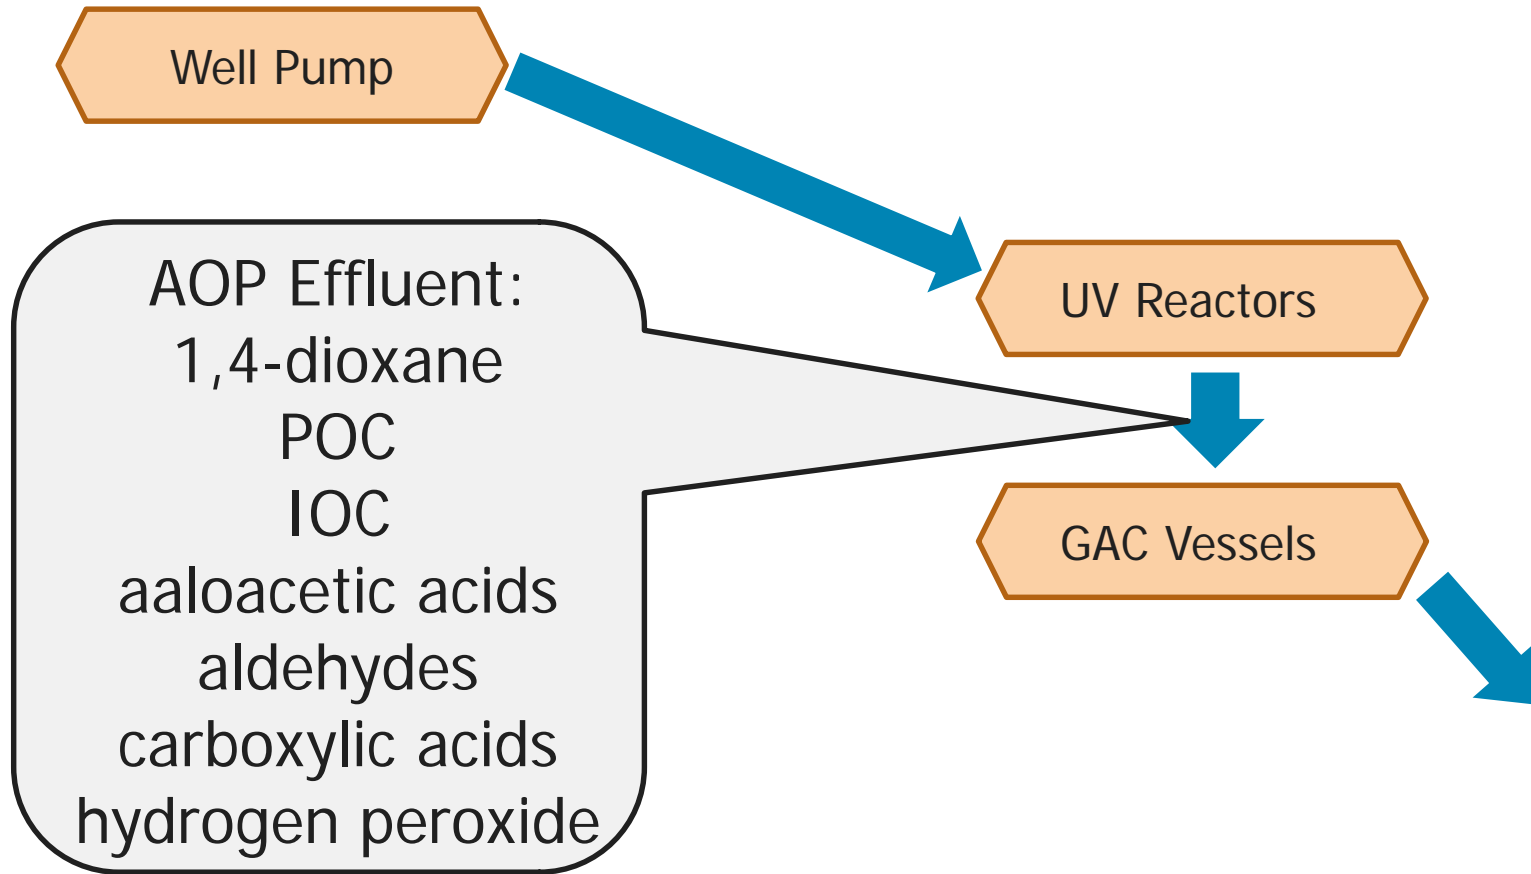 Well Pump
AOP Effluent:
1,4-dioxane
POC
IOC
aaloacetic acids
aldehydes
carboxylic acids
hydrogen peroxide
UV Reactors
GAC Vessels